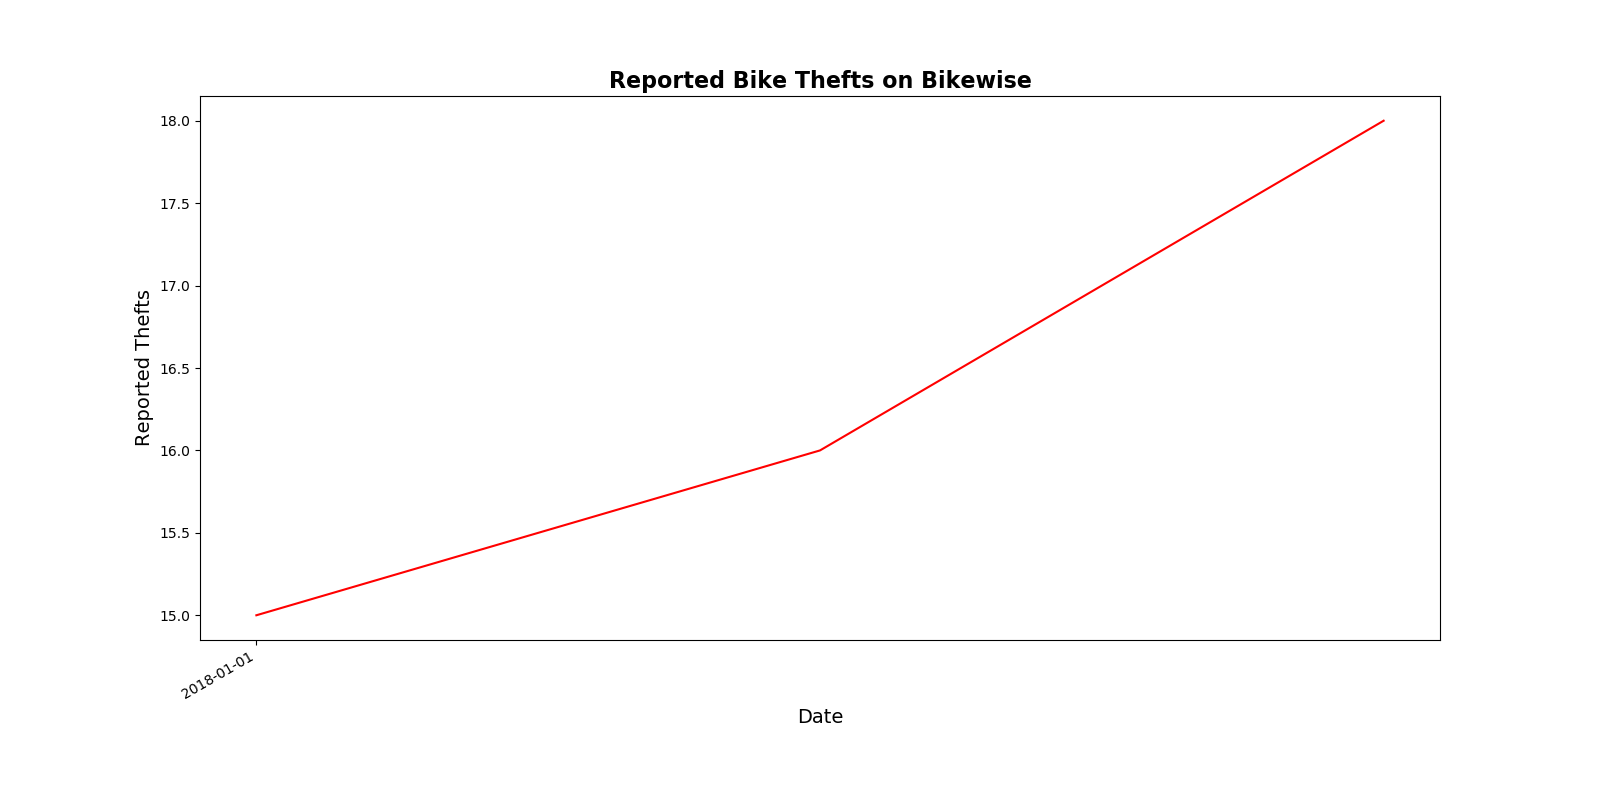 Reported Bike Thefts on Bikewise
18.0
17.5
17.0
16.5
16.0
15.5
15.0
Reported Thefts
2018-01-01
Date